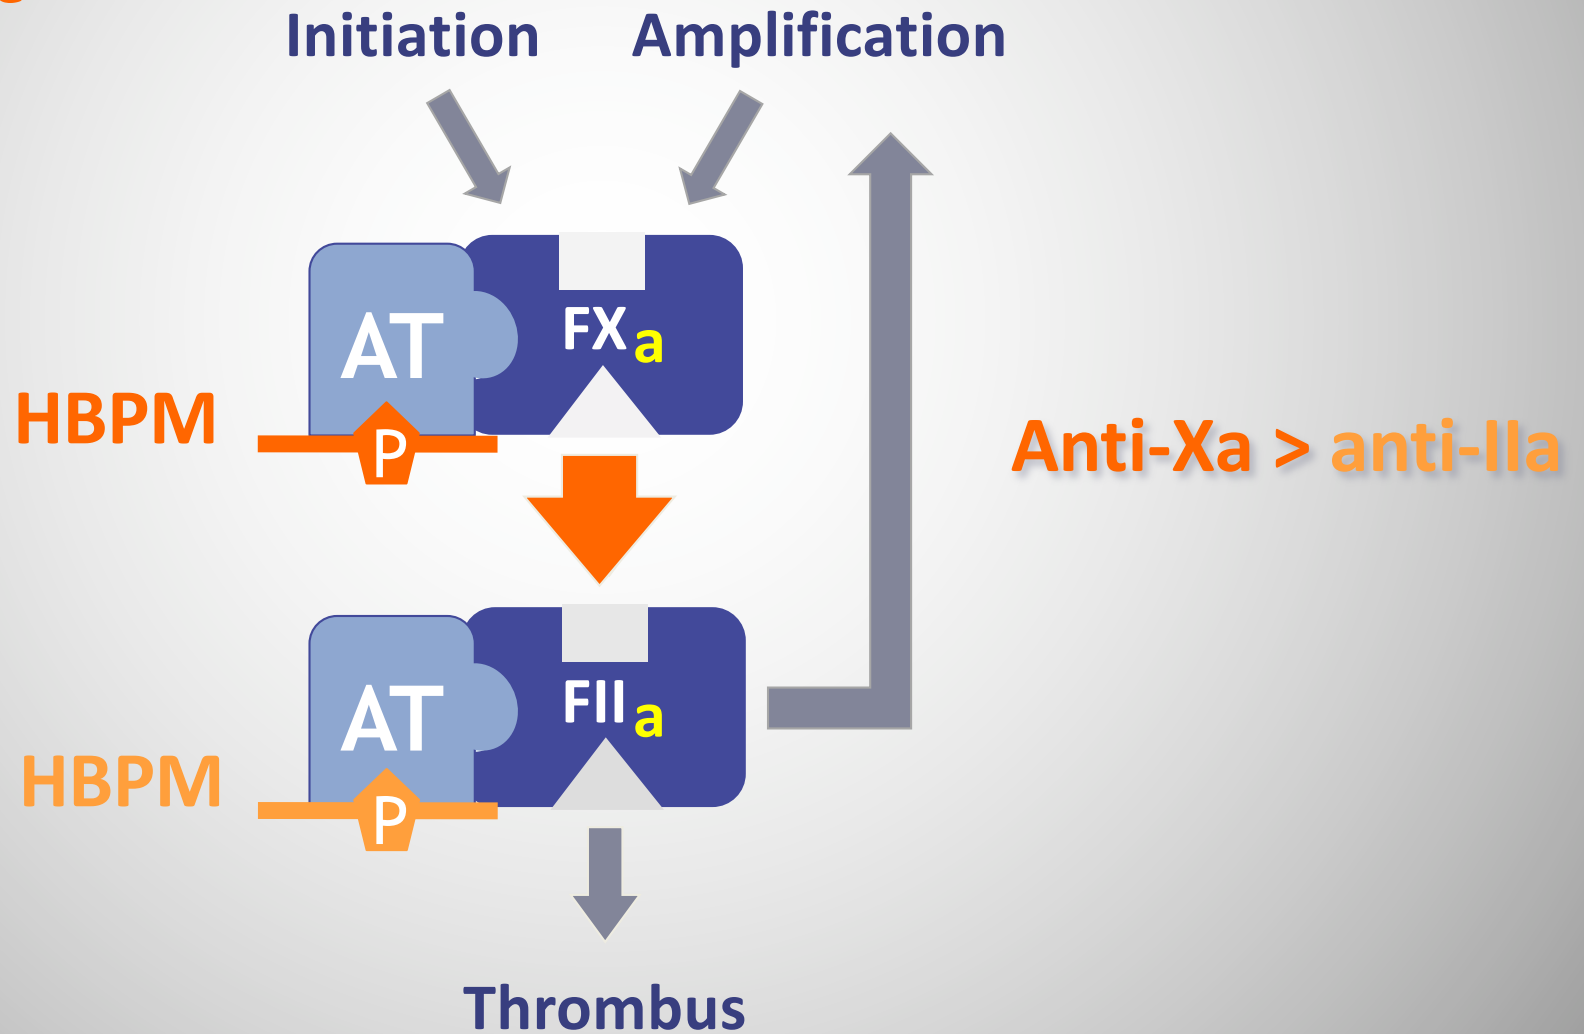 Initiation
Amplification
AT
FXa
HBPM
P
Anti-Xa > anti-IIa
AT
FIIa
HBPM
P
Thrombus